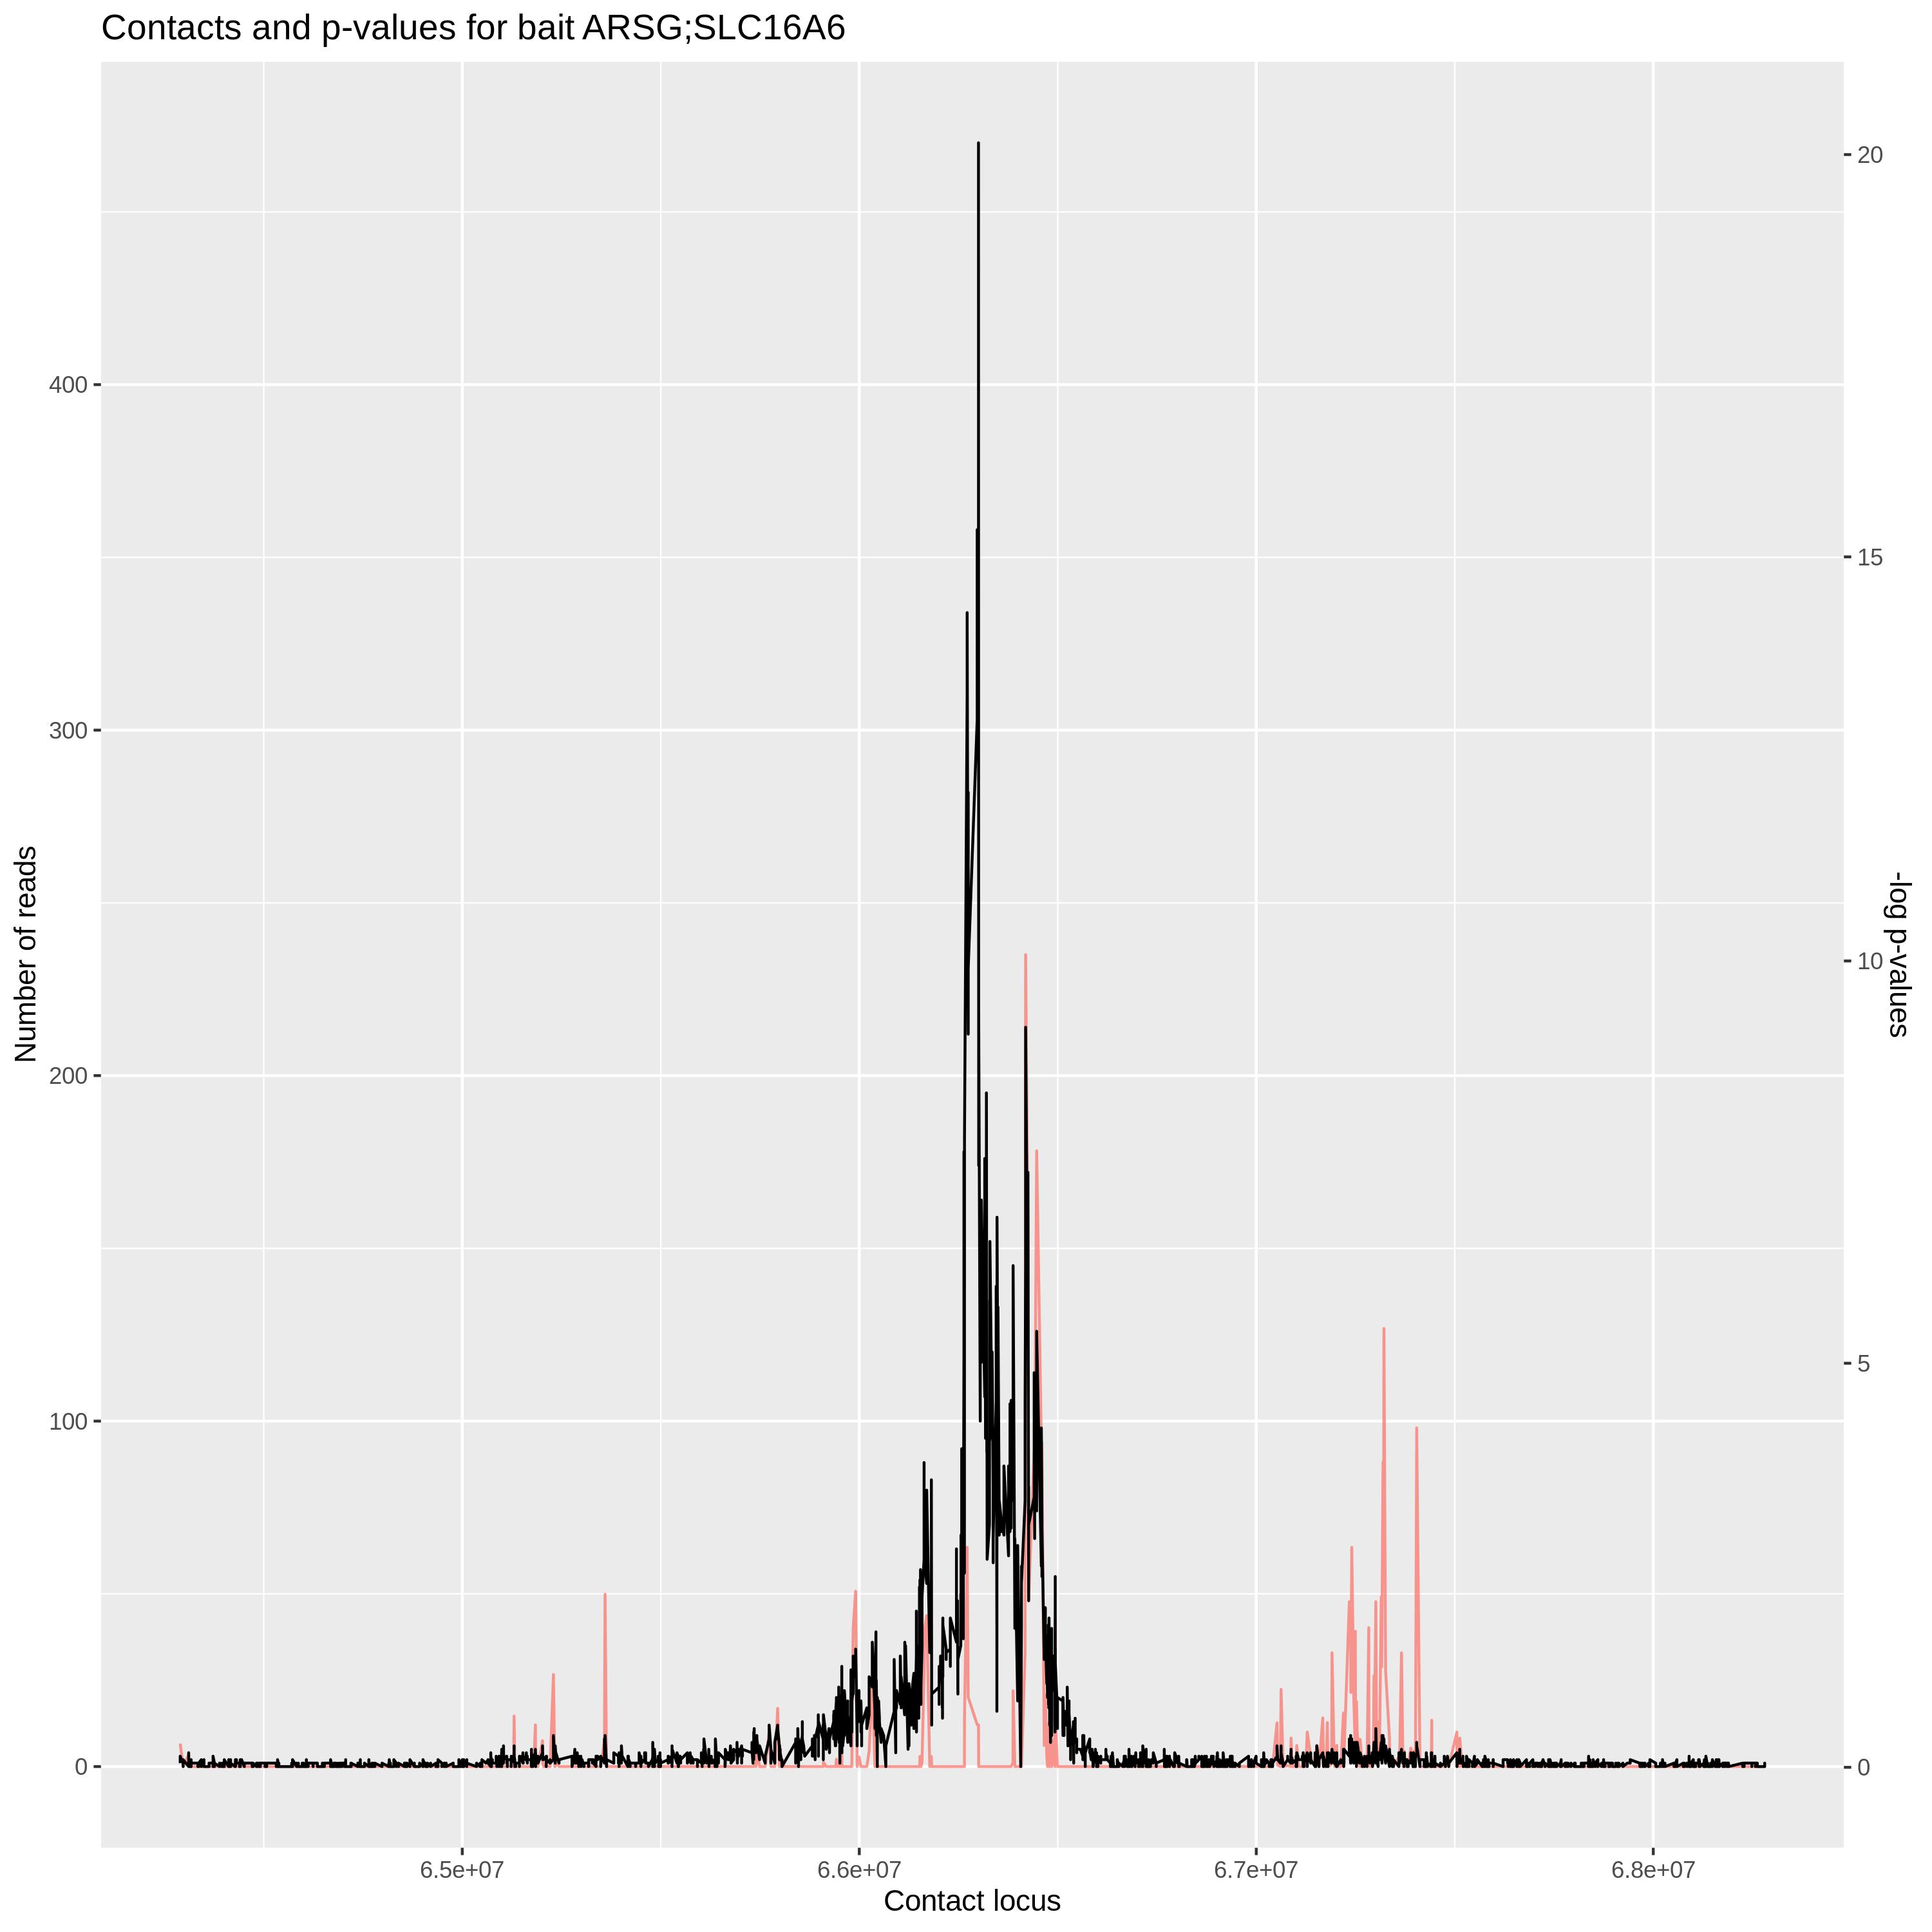 Contacts and p-values for bait ARSG;SLC16A6
Number of reads
400
300
200
100
0
20
15
10
5
0
-log p-values
6.5e+07
6.6e+07
6.7e+07
6.8e+07
Contact locus